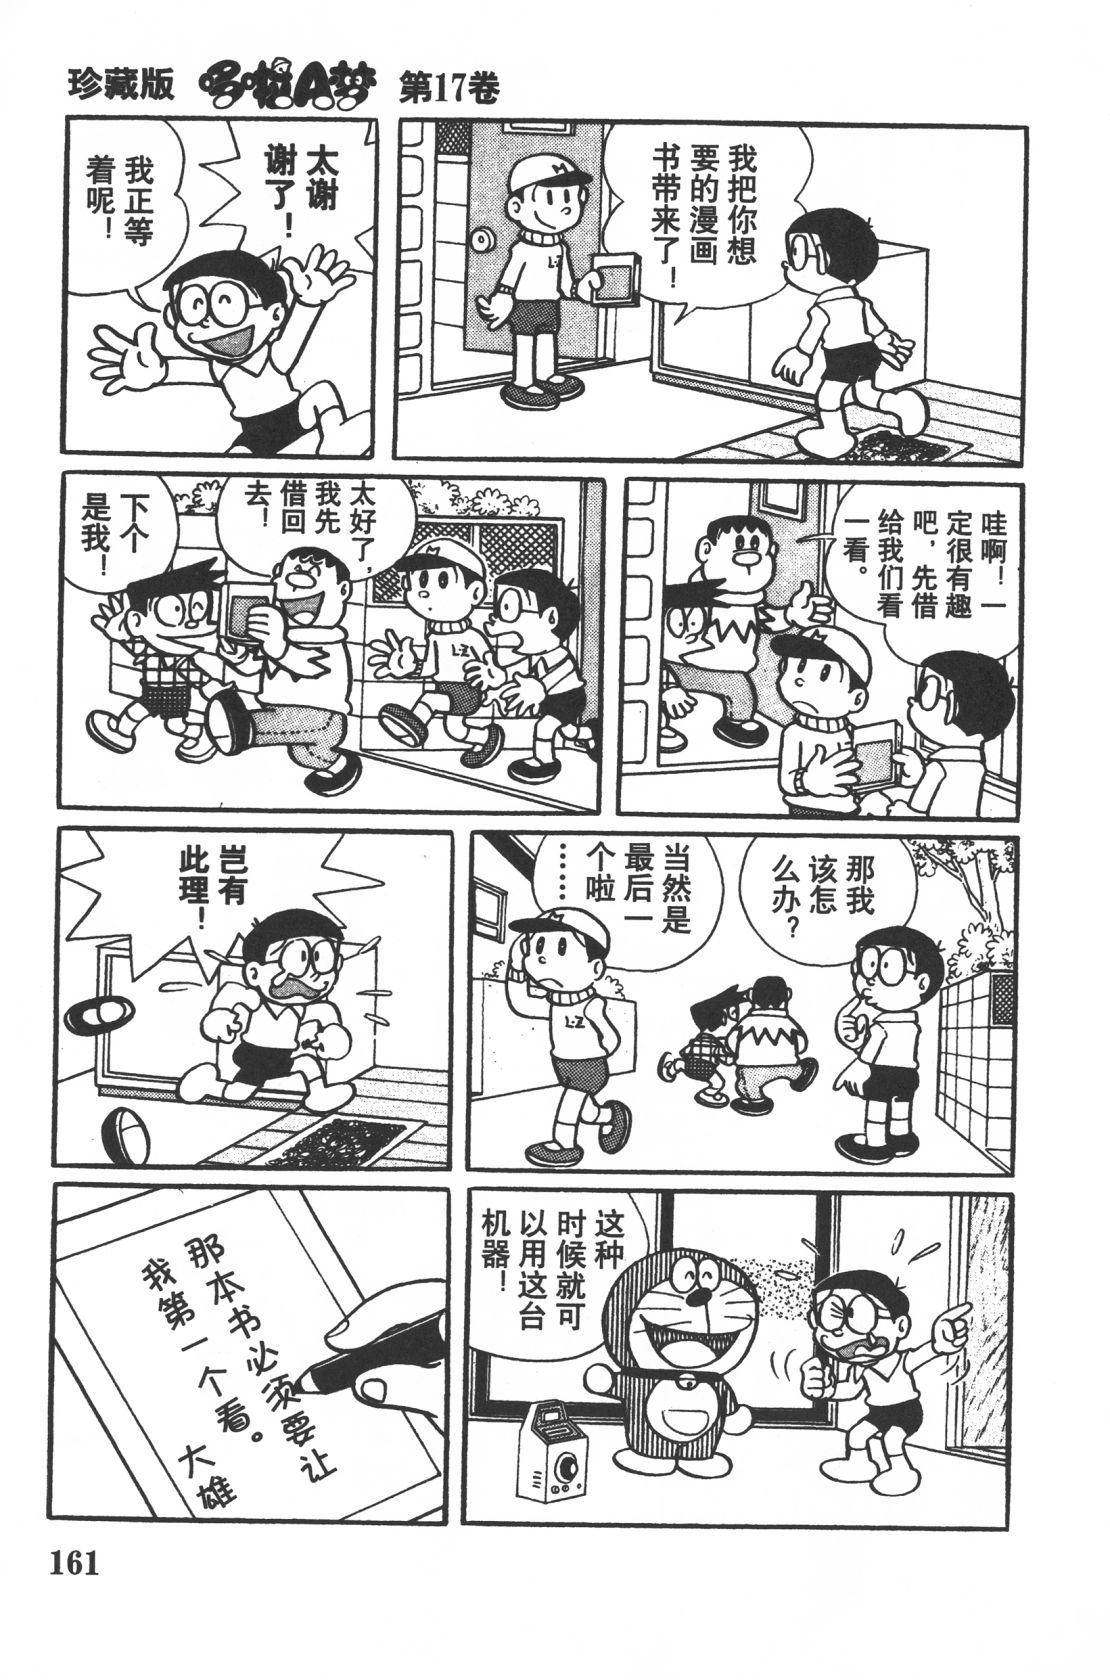 珍藏版 哆啦A梦 第17卷
我把你想
要的漫画
书带来了!
M
L-Z
太谢
谢了!
我正等
着呢!
哇啊!一
定很有趣
吧,先借
给我们看
一看。
M
太好了,
我先
借回
去!
下个
是我!
M
L-Z
那我
该怎
么办?
当然是
最后一
个啦
……
M
L-Z
岂有
此理!
这种
时候就可
以用这台
机器!
那本书必须要让
我第一个看。
大雄
161